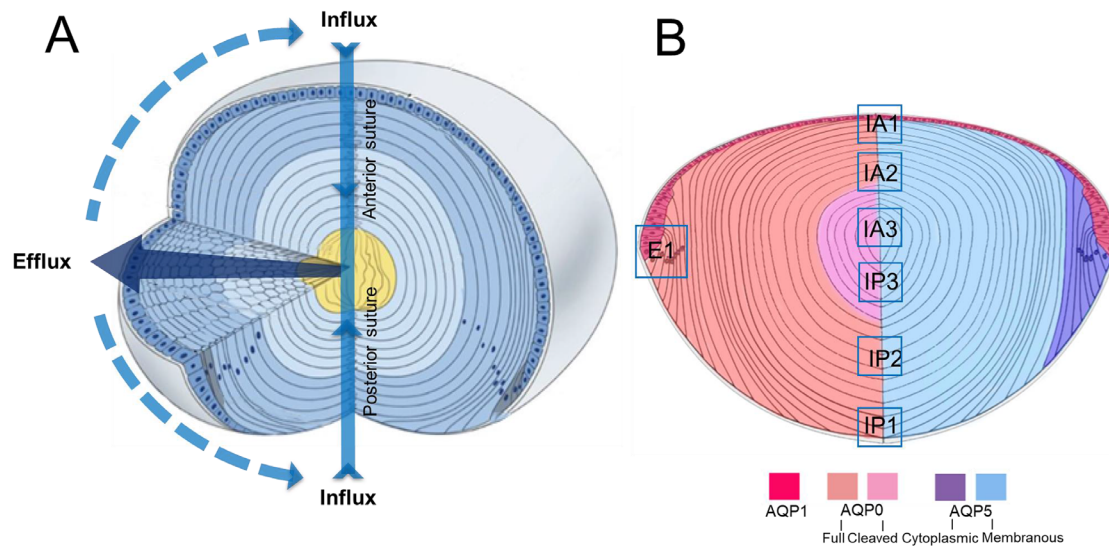 A
Influx
Anterior suture
Efflux
Posterior suture
Influx
B
IA1
IA2
IA3
E1
IP3
IP2
IP1
AQP1 AQP0 AQP5
Full Cleaved Cytoplasmic Membranous